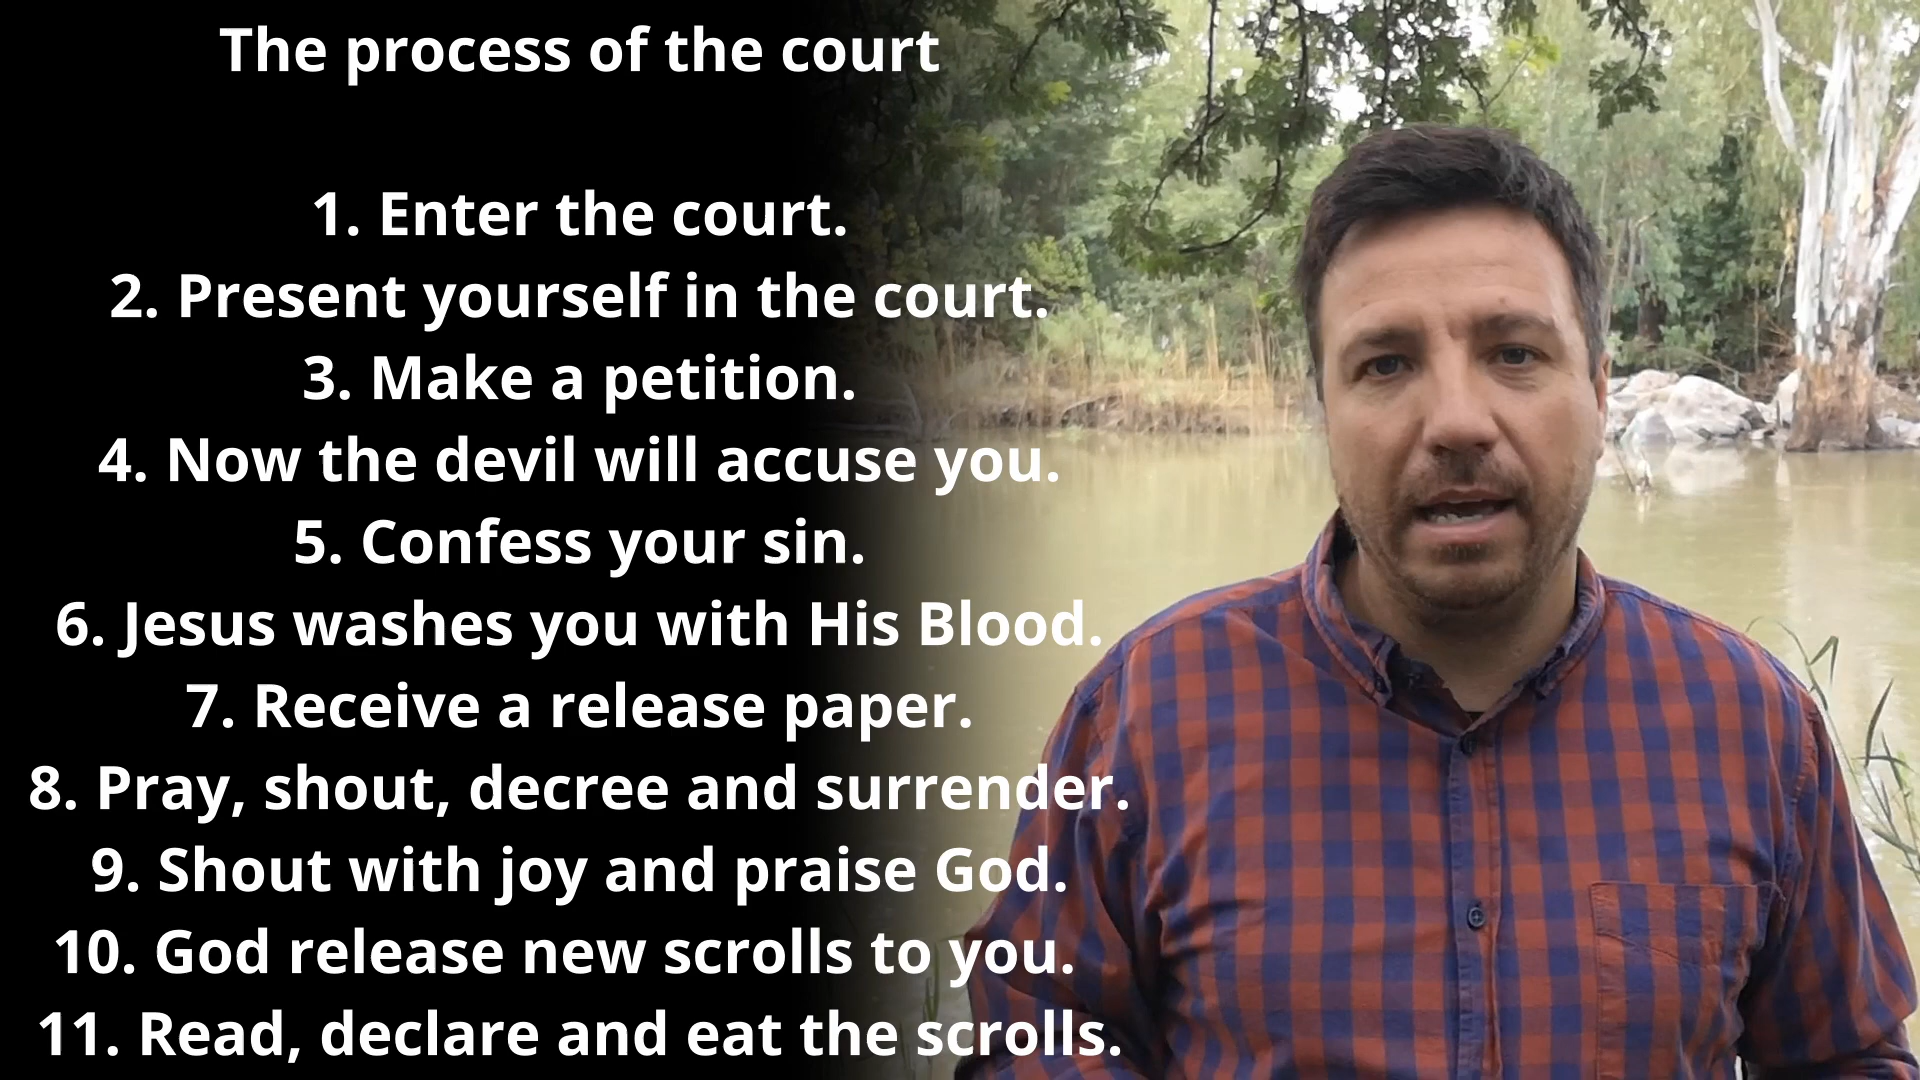 The process of the court
1. Enter the court.
2. Present yourself in the court.
3. Make a petition.
4. Now the devil will accuse you.
5. Confess your sin.
6. Jesus washes you with His Blood.
7. Receive a release paper.
8. Pray, shout, decree and surrender.
9. Shout with joy and praise God.
10. God release new scrolls to you.
11. Read, declare and eat the scrolls.